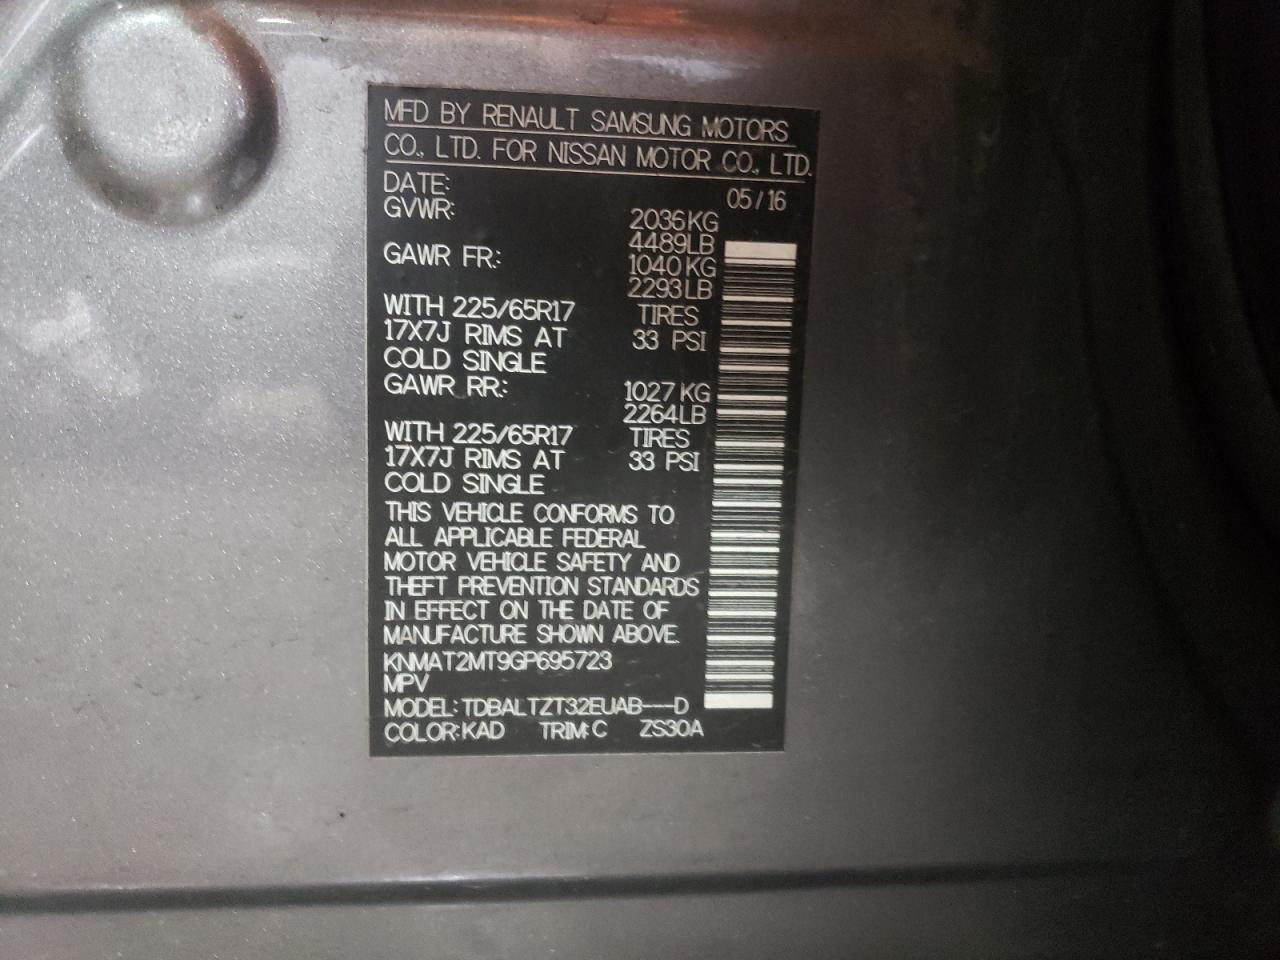 MFD BY RENAULT SAMSUNG MOTORS
CO., LTD. FOR NISSAN MOTOR CO., LTD.
DATE: 05/16
GVWR: 2036KG
4489LB
GAWR FR: 1040KG
2293LB
WITH 225/65R17 TIRES
17X7J RIMS AT 33 PSI
COLD SINGLE
GAWR RR: 1027KG
2264LB
WITH 225/65R17 TIRES
17X7J RIMS AT 33 PSI
COLD SINGLE
THIS VEHICLE CONFORMS TO
ALL APPLICABLE FEDERAL
MOTOR VEHICLE SAFETY AND
THEFT PREVENTION STANDARDS
IN EFFECT ON THE DATE OF
MANUFACTURE SHOWN ABOVE.
KNMAT2MT9GP695723
MPV
MODEL: TDBALTZT32EUAB---D
COLOR: KAD TRIM: C ZS30A